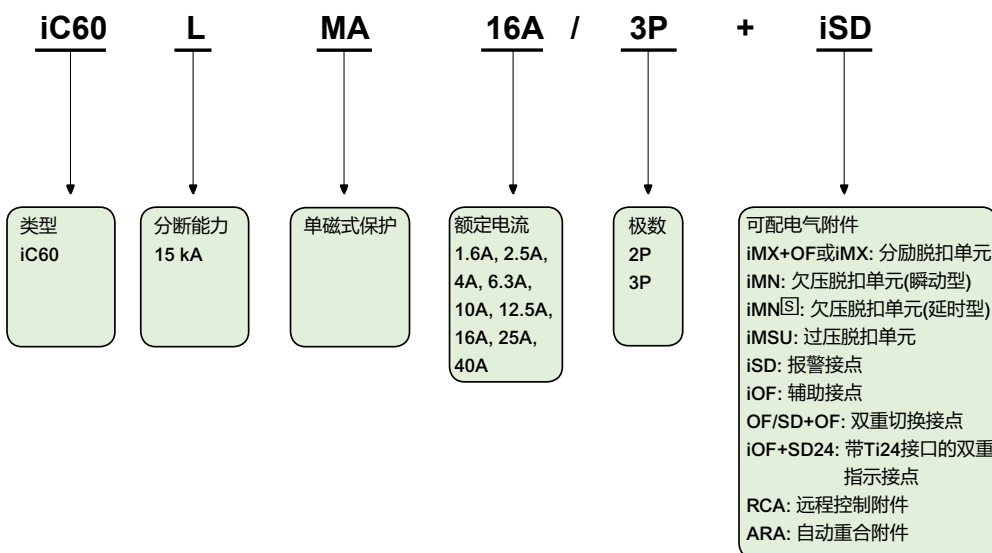 iC60 L MA 16A / 3P + iSD
类型
iC60
分断能力
15 kA
单磁式保护
额定电流
1.6A, 2.5A,
4A, 6.3A,
10A, 12.5A,
16A, 25A,
40A
极数
2P
3P
可配电气附件
iMX+OF或iMX: 分励脱扣单元
iMN: 欠压脱扣单元(瞬动型)
iMN🅂: 欠压脱扣单元(延时型)
iMSU: 过压脱扣单元
iSD: 报警接点
iOF: 辅助接点
OF/SD+OF: 双重切换接点
iOF+SD24: 带Ti24接口的双重
指示接点
RCA: 远程控制附件
ARA: 自动重合附件